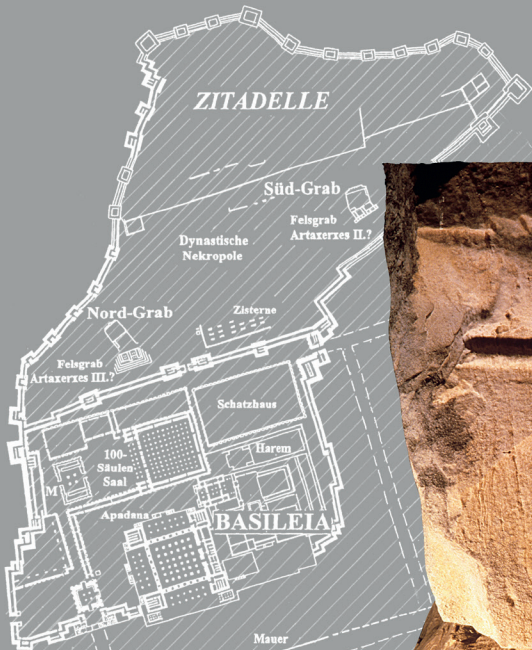 ZITADELLE
Süd-Grab
Felsgrab
Artaxerxes II.?
Dynastische
Nekropole
Nord-Grab
Zisterne
Felsgrab
Artaxerxes III.?
Schatzhaus
100-
Säulen
Saal
Harem
M
Apadana
BASILEIA
Mauer